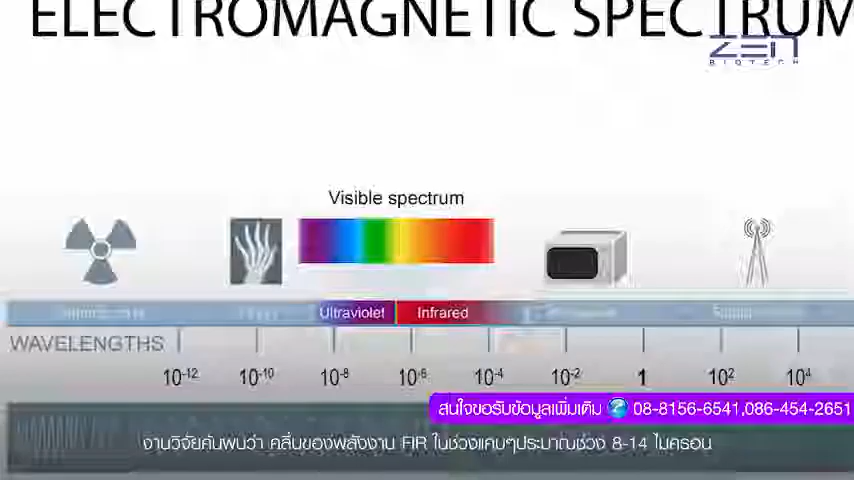 ELECTROMAGNETIC SPECTRUM
ZEN
BIOTECH
Visible spectrum
Ultraviolet
Infrared
WAVELENGTHS
10-12
10-10
10-8
10-6
10-4
10-2
1
102
104
สนใจขอรับข้อมูลเพิ่มเติม 08-8156-6541,086-454-2651
งานวิจัยค้นพบว่า คลื่นของพลังงาน FIR ในช่วงแคบๆประมาณช่วง 8-14 ไมครอน